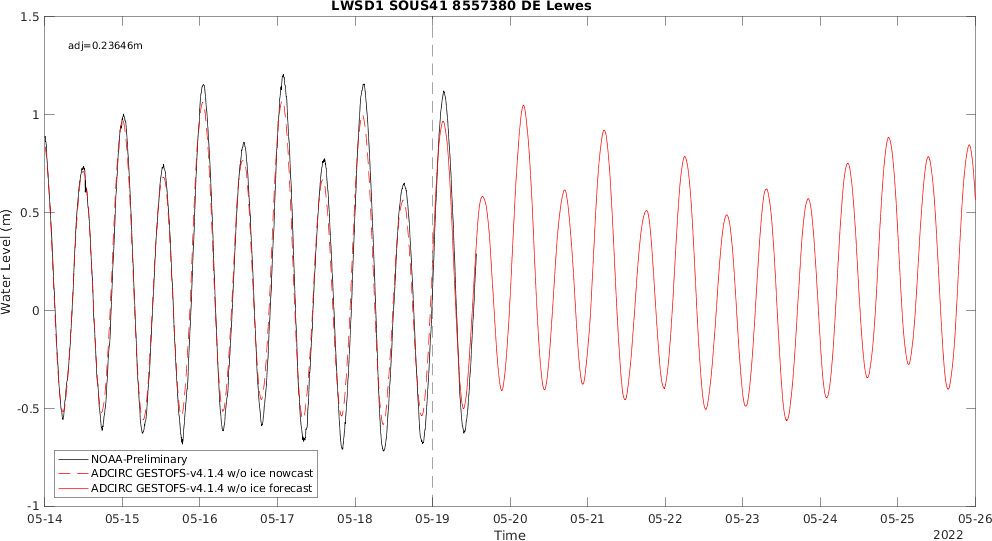 LWSD1 SOUS41 8557380 DE Lewes
adj=0.23646m
1.5
1
0.5
0
-0.5
-1
Water Level (m)
NOAA-Preliminary
ADCIRC GESTOFS-v4.1.4 w/o ice nowcast
ADCIRC GESTOFS-v4.1.4 w/o ice forecast
05-14 05-15 05-16 05-17 05-18 05-19 05-20 05-21 05-22 05-23 05-24 05-25 05-26
Time
2022